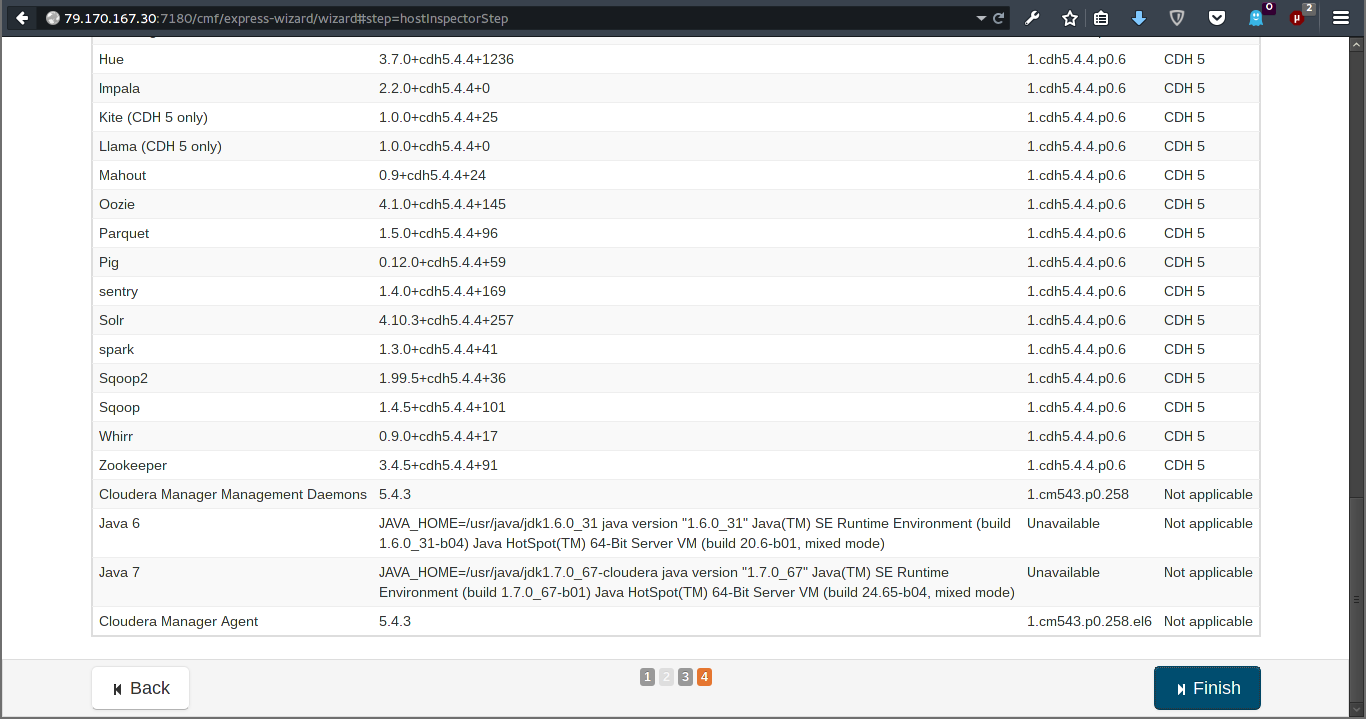 79.170.167.30:7180/cmf/express-wizard/wizard#step=hostInspectorStep
0
2
Hue 3.7.0+cdh5.4.4+1236 1.cdh5.4.4.p0.6 CDH 5
Impala 2.2.0+cdh5.4.4+0 1.cdh5.4.4.p0.6 CDH 5
Kite (CDH 5 only) 1.0.0+cdh5.4.4+25 1.cdh5.4.4.p0.6 CDH 5
Llama (CDH 5 only) 1.0.0+cdh5.4.4+0 1.cdh5.4.4.p0.6 CDH 5
Mahout 0.9+cdh5.4.4+24 1.cdh5.4.4.p0.6 CDH 5
Oozie 4.1.0+cdh5.4.4+145 1.cdh5.4.4.p0.6 CDH 5
Parquet 1.5.0+cdh5.4.4+96 1.cdh5.4.4.p0.6 CDH 5
Pig 0.12.0+cdh5.4.4+59 1.cdh5.4.4.p0.6 CDH 5
sentry 1.4.0+cdh5.4.4+169 1.cdh5.4.4.p0.6 CDH 5
Solr 4.10.3+cdh5.4.4+257 1.cdh5.4.4.p0.6 CDH 5
spark 1.3.0+cdh5.4.4+41 1.cdh5.4.4.p0.6 CDH 5
Sqoop2 1.99.5+cdh5.4.4+36 1.cdh5.4.4.p0.6 CDH 5
Sqoop 1.4.5+cdh5.4.4+101 1.cdh5.4.4.p0.6 CDH 5
Whirr 0.9.0+cdh5.4.4+17 1.cdh5.4.4.p0.6 CDH 5
Zookeeper 3.4.5+cdh5.4.4+91 1.cdh5.4.4.p0.6 CDH 5
Cloudera Manager Management Daemons 5.4.3 1.cm543.p0.258 Not applicable
Java 6 JAVA_HOME=/usr/java/jdk1.6.0_31 java version "1.6.0_31" Java(TM) SE Runtime Environment (build Unavailable Not applicable
1.6.0_31-b04) Java HotSpot(TM) 64-Bit Server VM (build 20.6-b01, mixed mode)
Java 7 JAVA_HOME=/usr/java/jdk1.7.0_67-cloudera java version "1.7.0_67" Java(TM) SE Runtime Unavailable Not applicable
Environment (build 1.7.0_67-b01) Java HotSpot(TM) 64-Bit Server VM (build 24.65-b04, mixed mode)
Cloudera Manager Agent 5.4.3 1.cm543.p0.258.el6 Not applicable
Back 1 2 3 4 Finish